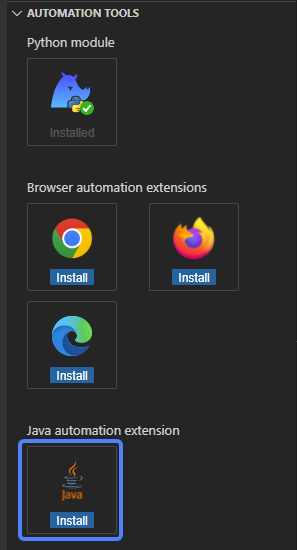 AUTOMATION TOOLS
Python module
Installed
Browser automation extensions
Install Install
Install
Java automation extension
Java
Install